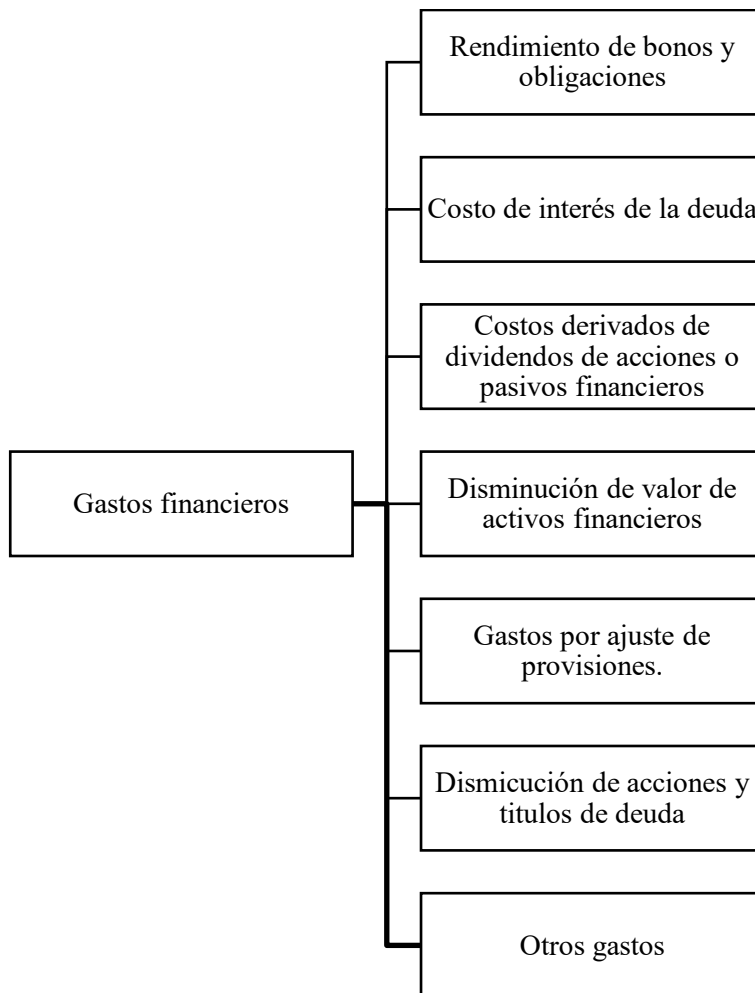 Rendimiento de bonos y
obligaciones
Costo de interés de la deuda
Costos derivados de
dividendos de acciones o
pasivos financieros
Gastos financieros
Disminución de valor de
activos financieros
Gastos por ajuste de
provisiones.
Dismicución de acciones y
titulos de deuda
Otros gastos